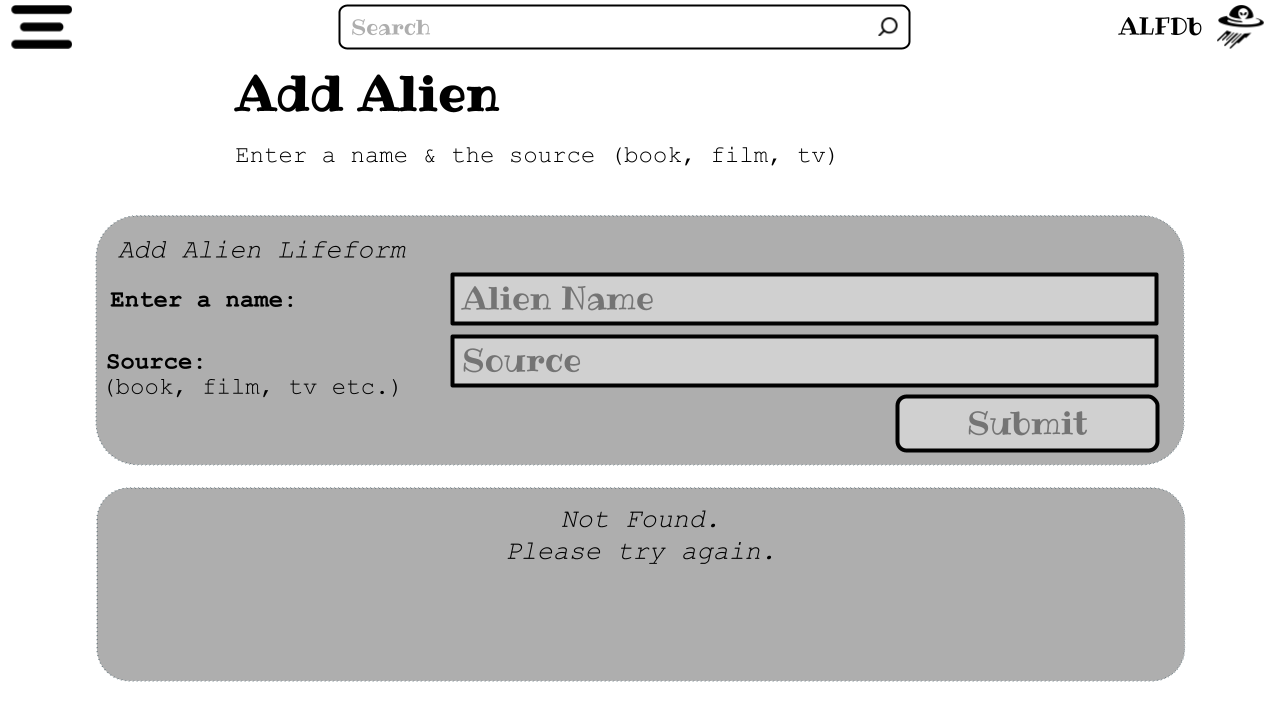 Search
ALFDb
Add Alien
Enter a name & the source (book, film, tv)
Add Alien Lifeform
Enter a name:
Alien Name
Source:
(book, film, tv etc.)
Source
Submit
Not Found.
Please try again.